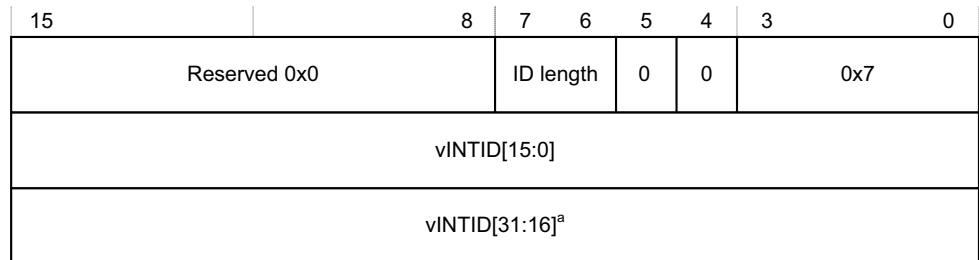 15 8 7 6 5 4 3 0
Reserved 0x0 ID length 0 0 0x7
vINTID[15:0]
vINTID[31:16]a